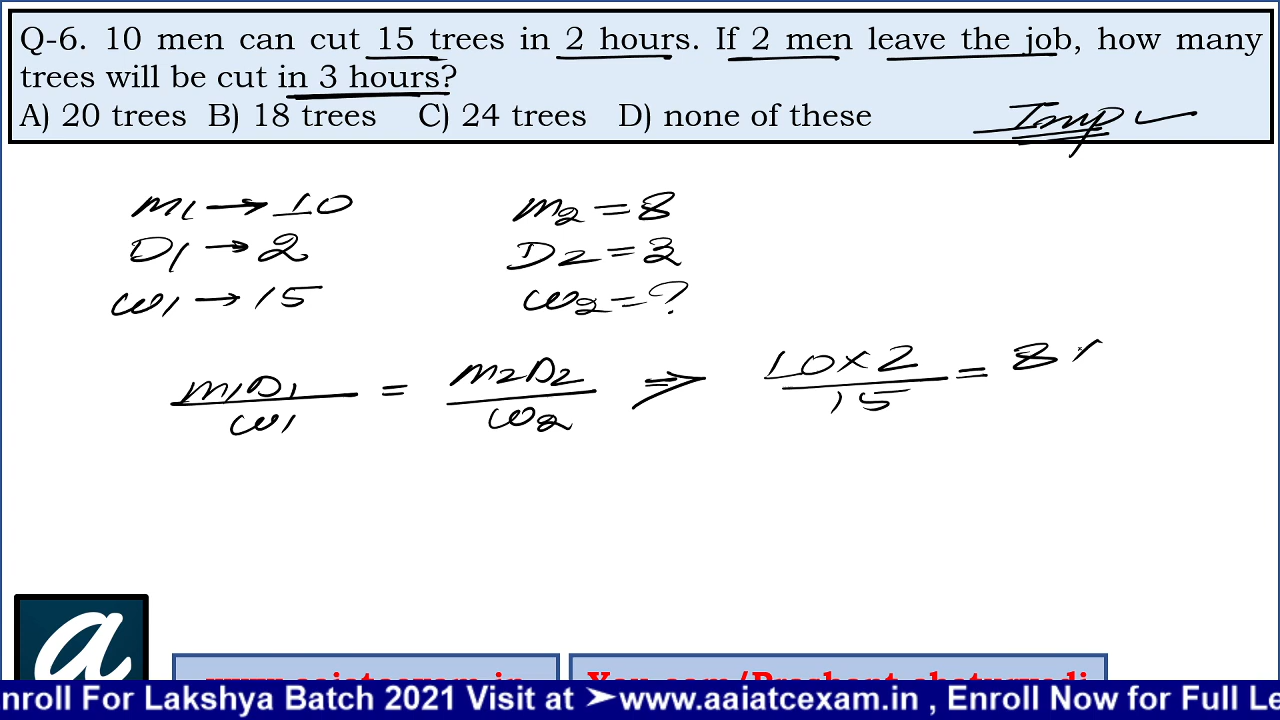 Q-6. 10 men can cut 15 trees in 2 hours. If 2 men leave the job, how many
trees will be cut in 3 hours?
A) 20 trees B) 18 trees C) 24 trees D) none of these
Imp
M1 → 10
D1 → 2
W1 → 15
M2 = 8
D2 = 3
W2 = ?
M1D1 / W1 = M2D2 / W2 ⇒ 10×2 / 15 = 8
a
nroll For Lakshya Batch 2021 Visit at ➤www.aaiatcexam.in , Enroll Now for Full Le